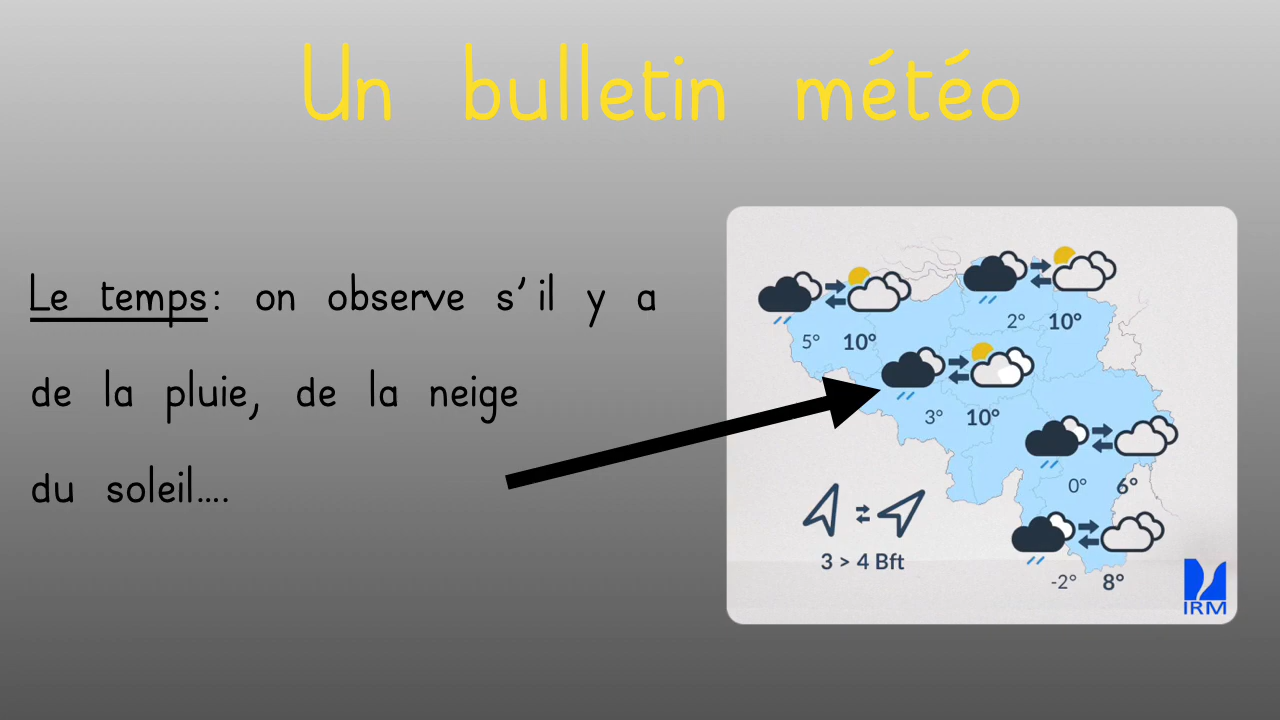 Un bulletin météo
Le temps: on observe s'il y a
de la pluie, de la neige
du soleil....
5° 10°
2° 10°
3° 10°
0° 6°
-2° 8°
3 > 4 Bft
IRM